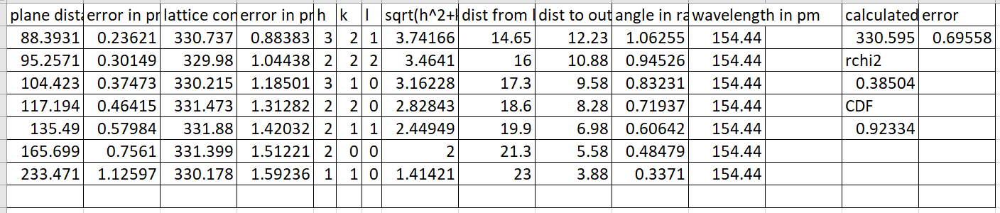 plane dista error in pr lattice con error in pr h k l sqrt(h^2+k dist from l dist to out angle in ra wavelength in pm calculated error
88.3931 0.23621 330.737 0.88383 3 2 1 3.74166 14.65 12.23 1.06255 154.44 330.595 0.69558
95.2571 0.30149 329.98 1.04438 2 2 2 3.4641 16 10.88 0.94526 154.44 rchi2
104.423 0.37473 330.215 1.18501 3 1 0 3.16228 17.3 9.58 0.83231 154.44 0.38504
117.194 0.46415 331.473 1.31282 2 2 0 2.82843 18.6 8.28 0.71937 154.44 CDF
135.49 0.57984 331.88 1.42032 2 1 1 2.44949 19.9 6.98 0.60642 154.44 0.92334
165.699 0.7561 331.399 1.51221 2 0 0 2 21.3 5.58 0.48479 154.44
233.471 1.12597 330.178 1.59236 1 1 0 1.41421 23 3.88 0.3371 154.44